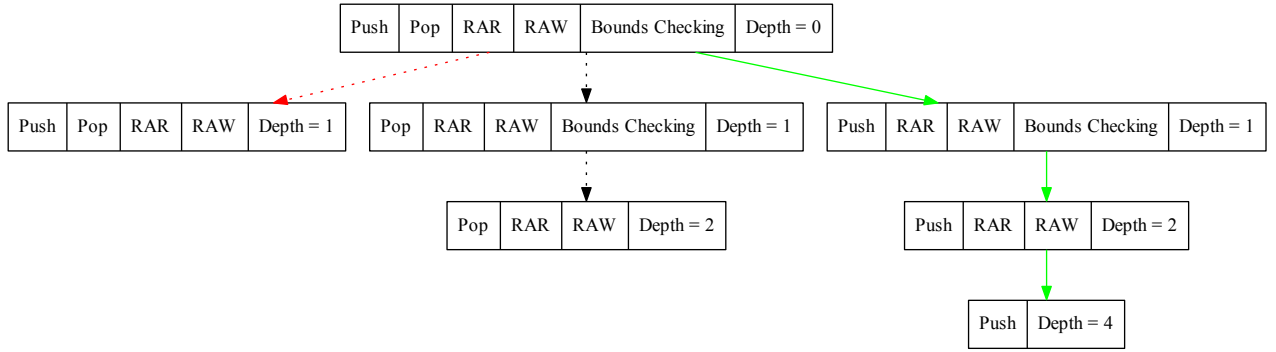 Push Pop RAR RAW Bounds Checking Depth = 0
Push Pop RAR RAW Depth = 1
Pop RAR RAW Bounds Checking Depth = 1
Push RAR RAW Bounds Checking Depth = 1
Pop RAR RAW Depth = 2
Push RAR RAW Depth = 2
Push Depth = 4